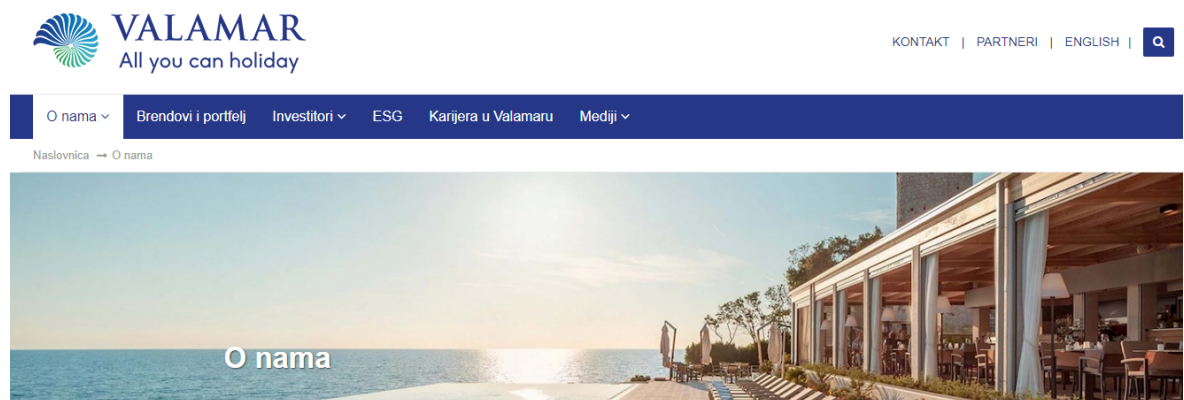 VALAMAR
All you can holiday
KONTAKT | PARTNERI | ENGLISH |
O nama Brendovi i portfelj Investitori ESG Karijera u Valamaru Mediji
Naslovnica → O nama
O nama